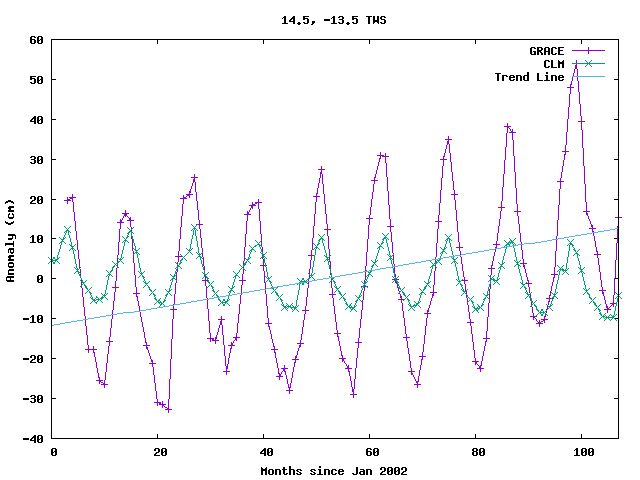 14.5, -13.5 TWS
GRACE
CLM
Trend Line
60
50
40
30
20
10
0
-10
-20
-30
-40
Anomaly (cm)
0 20 40 60 80 100
Months since Jan 2002